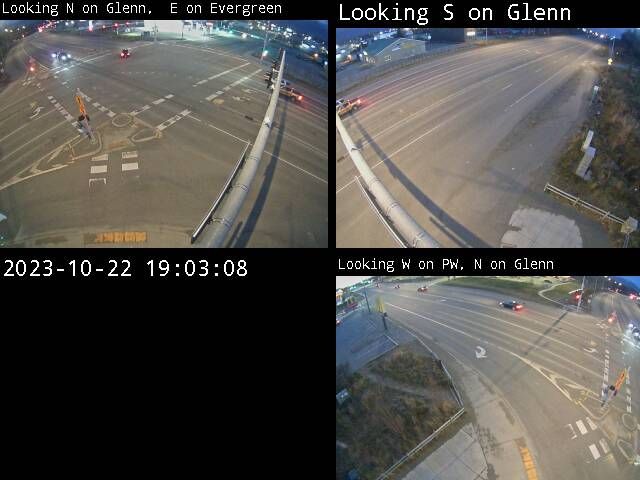 Looking N on Glenn, E on Evergreen
Looking S on Glenn
2023-10-22 19:03:08
Looking W on PW, N on Glenn